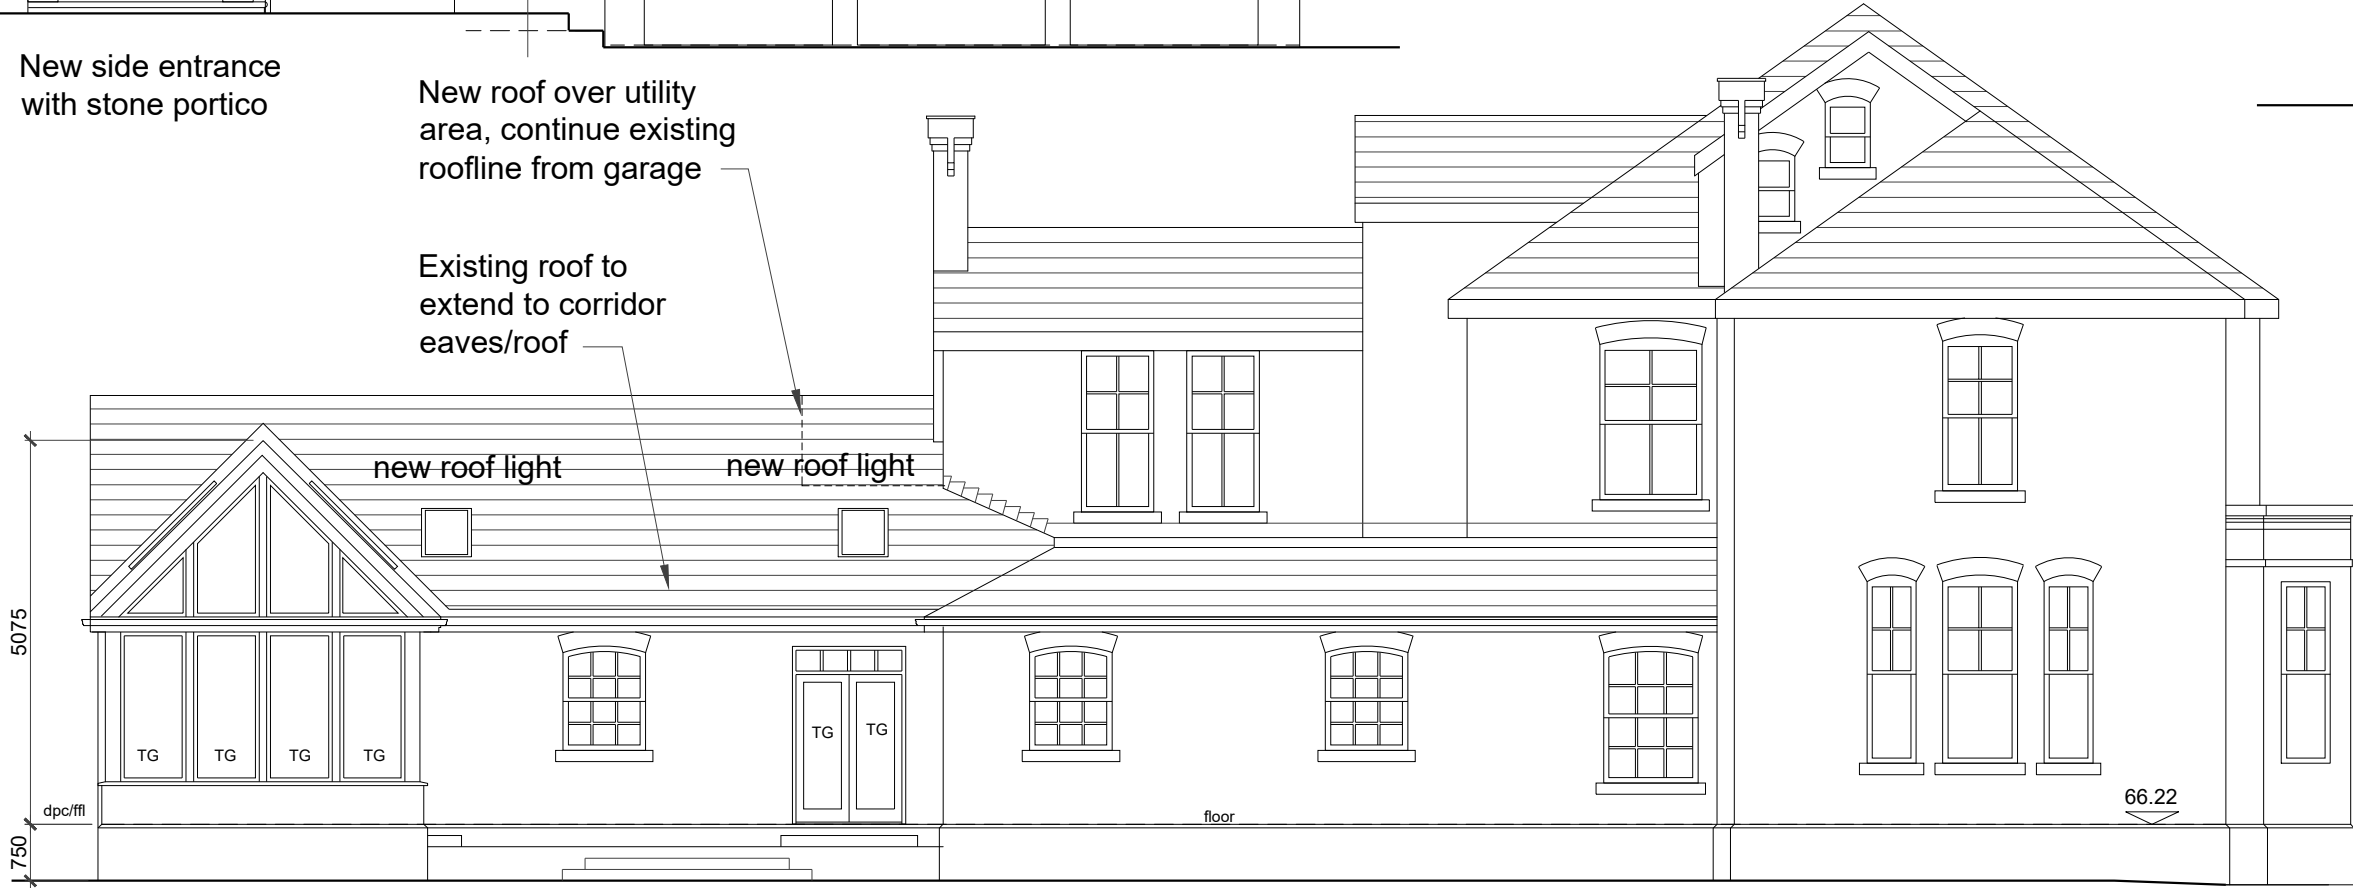 New side entrance
with stone portico
New roof over utility
area, continue existing
roofline from garage
Existing roof to
extend to corridor
eaves/roof
new roof light
new roof light
5075
TG
TG
TG
TG
TG
TG
dpc/ffl
floor
66.22
750